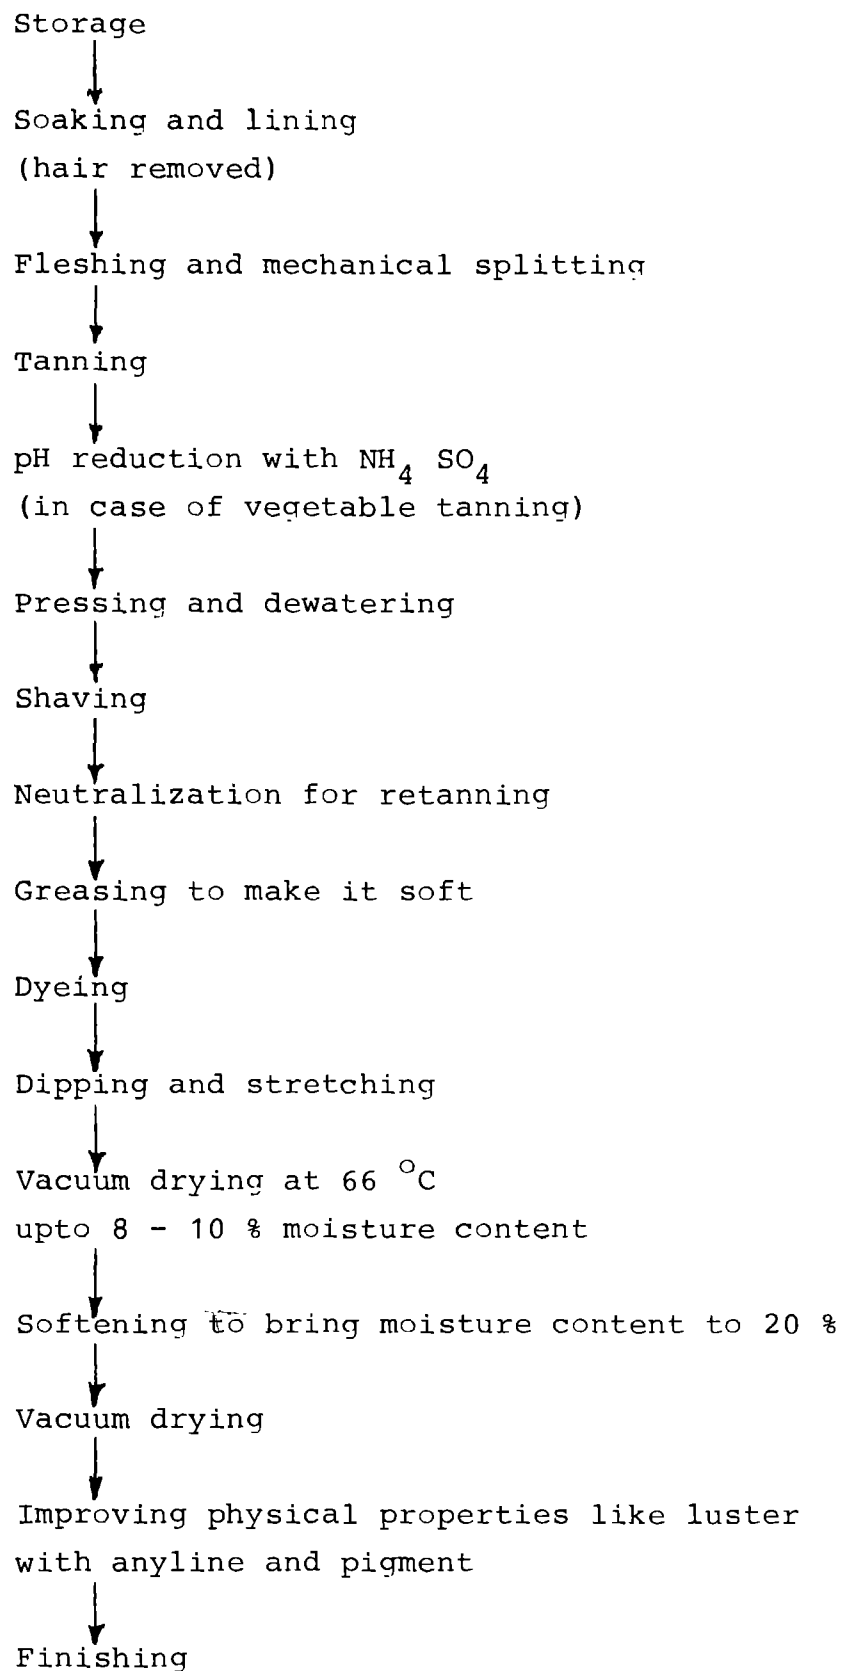 Storage
Soaking and lining
(hair removed)
Fleshing and mechanical splitting
Tanning
pH reduction with NH₄ SO₄
(in case of vegetable tanning)
Pressing and dewatering
Shaving
Neutralization for retanning
Greasing to make it soft
Dyeing
Dipping and stretching
Vacuum drying at 66 °C
upto 8 - 10 % moisture content
Softening to bring moisture content to 20 %
Vacuum drying
Improving physical properties like luster
with anyline and pigment
Finishing